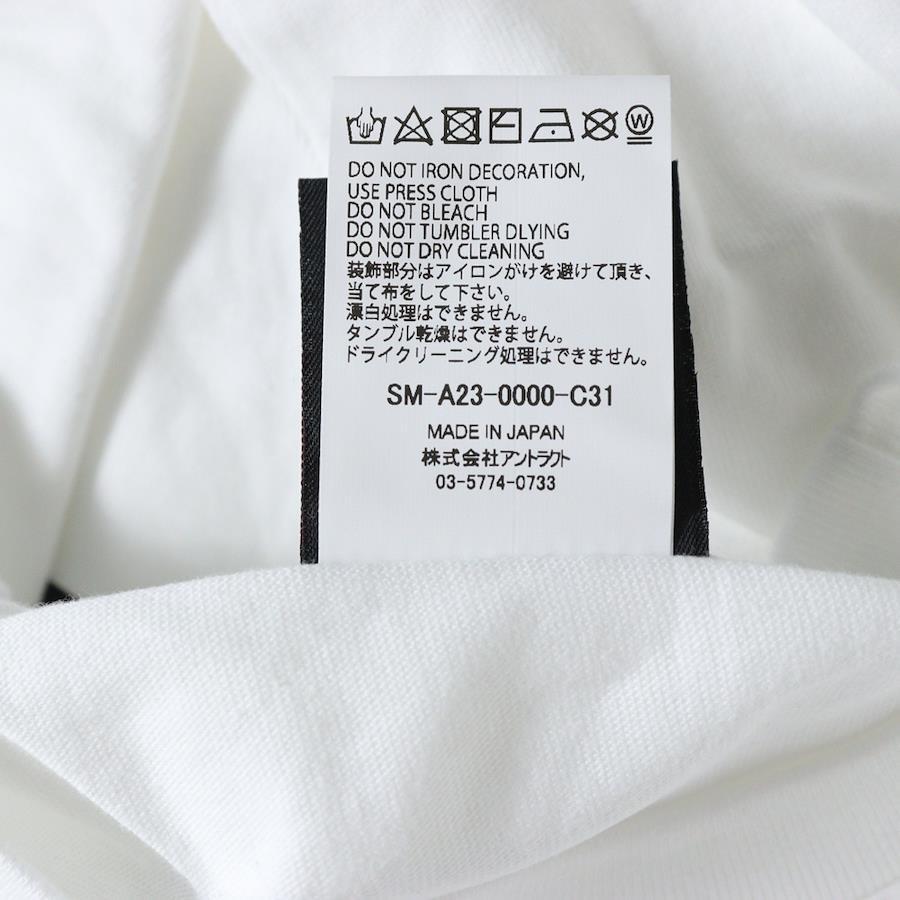 W
DO NOT IRON DECORATION,
USE PRESS CLOTH
DO NOT BLEACH
DO NOT TUMBLER DLYING
DO NOT DRY CLEANING
装飾部分はアイロンがけを避けて頂き、
当て布をして下さい。
漂白処理はできません。
タンブル乾燥はできません。
ドライクリーニング処理はできません。
SM-A23-0000-C31
MADE IN JAPAN
株式会社アントラクト
03-5774-0733